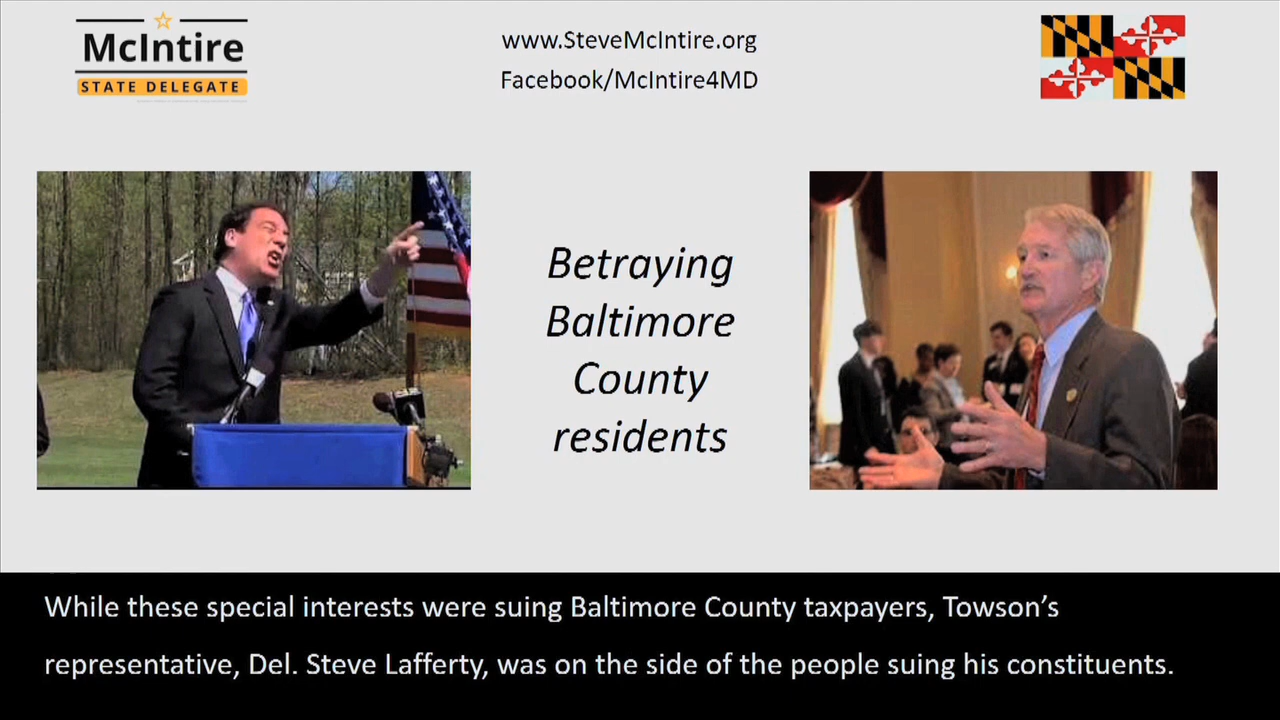 McIntire
STATE DELEGATE
www.SteveMcIntire.org
Facebook/McIntire4MD
Betraying
Baltimore
County
residents
While these special interests were suing Baltimore County taxpayers, Towson’s
representative, Del. Steve Lafferty, was on the side of the people suing his constituents.